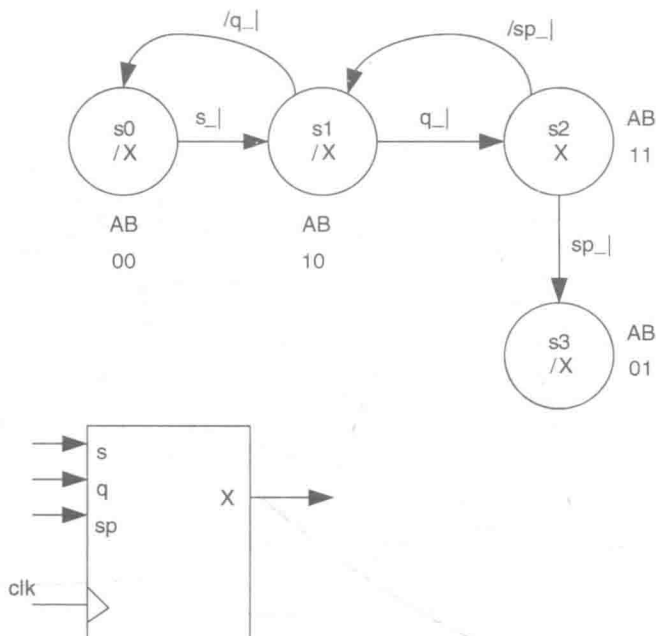 /q_|
/sp_|
s0
/X
s_|
s1
/X
q_|
s2
X
AB
11
AB
00
AB
10
sp_|
s3
/X
AB
01
s
q
sp
X
clk